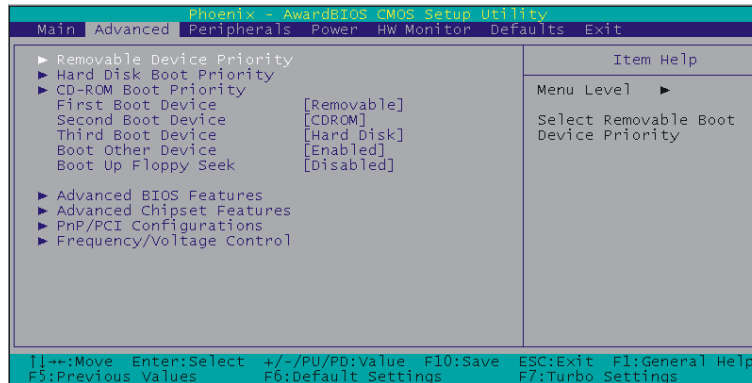 Phoenix - AwardBIOS CMOS Setup Utility
Main Advanced Peripherals Power HW Monitor Defaults Exit
► Removable Device Priority
► Hard Disk Boot Priority
► CD-ROM Boot Priority
First Boot Device [Removable]
Second Boot Device [CDROM]
Third Boot Device [Hard Disk]
Boot Other Device [Enabled]
Boot Up Floppy Seek [Disabled]
► Advanced BIOS Features
► Advanced Chipset Features
► PnP/PCI Configurations
► Frequency/Voltage Control
Item Help
Menu Level ►
Select Removable Boot
Device Priority
↑↓→←:Move Enter:Select +/-/PU/PD:Value F10:Save ESC:Exit F1:General Help
F5:Previous Values F6:Default Settings F7:Turbo Settings